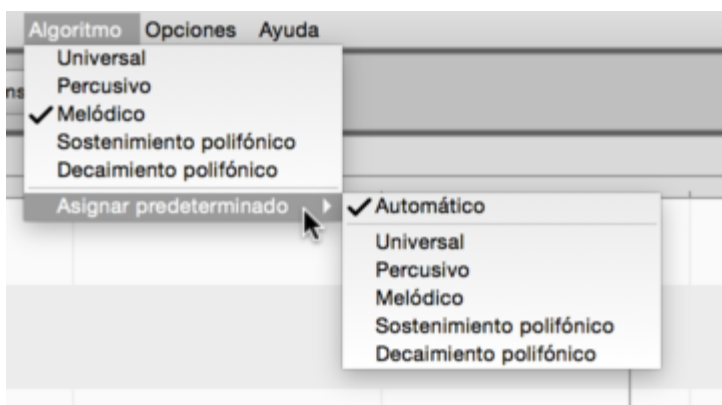 Algoritmo Opciones Ayuda
Universal
Percusivo
Melódico
Sostenimiento polifónico
Decaimiento polifónico
Asignar predeterminado
Automático
Universal
Percusivo
Melódico
Sostenimiento polifónico
Decaimiento polifónico